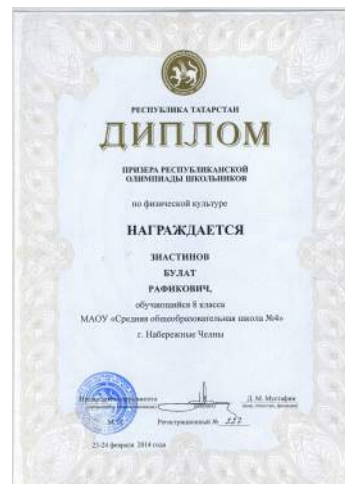 РЕСПУБЛИКА ТАТАРСТАН
ДИПЛОМ
ПРИЗЕРА РЕСПУБЛИКАНСКОЙ
ОЛИМПИАДЫ ШКОЛЬНИКОВ
по физической культуре
НАГРАЖДАЕТСЯ
ЗИАСТИНОВ
БУЛАТ
РАФИКОВИЧ,
обучающийся 8 класса
МАОУ «Средняя общеобразовательная школа №4»
г. Набережные Челны
Д. М. Мустафин
М.П.
Регистрационный № 337
23-24 февраля 2014 года